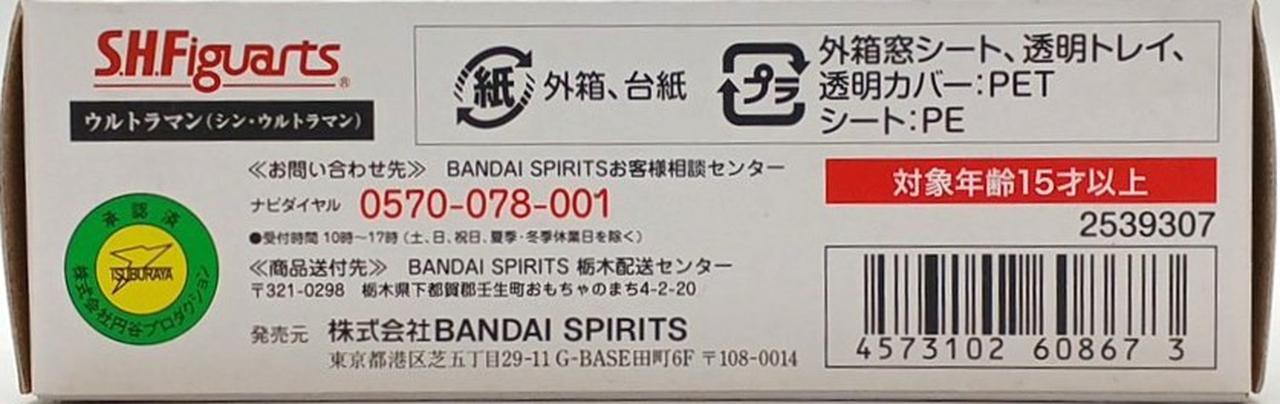 S.H.Figuarts®
ウルトラマン(シン・ウルトラマン)
紙 外箱、台紙
プラ 外箱窓シート、透明トレイ、
透明カバー:PET
シート:PE
≪お問い合わせ先≫ BANDAI SPIRITSお客様相談センター
ナビダイヤル 0570-078-001
●受付時間 10時〜17時(土、日、祝日、夏季・冬季休業日を除く)
≪商品送付先≫ BANDAI SPIRITS 栃木配送センター
〒321-0298 栃木県下都賀郡壬生町おもちゃのまち4-2-20
発売元 株式会社BANDAI SPIRITS
東京都港区芝五丁目29-11 G-BASE田町6F 〒108-0014
承認済
TSUBURAYA
株式会社円谷プロダクション
対象年齢15才以上
2539307
4573102 60867 3